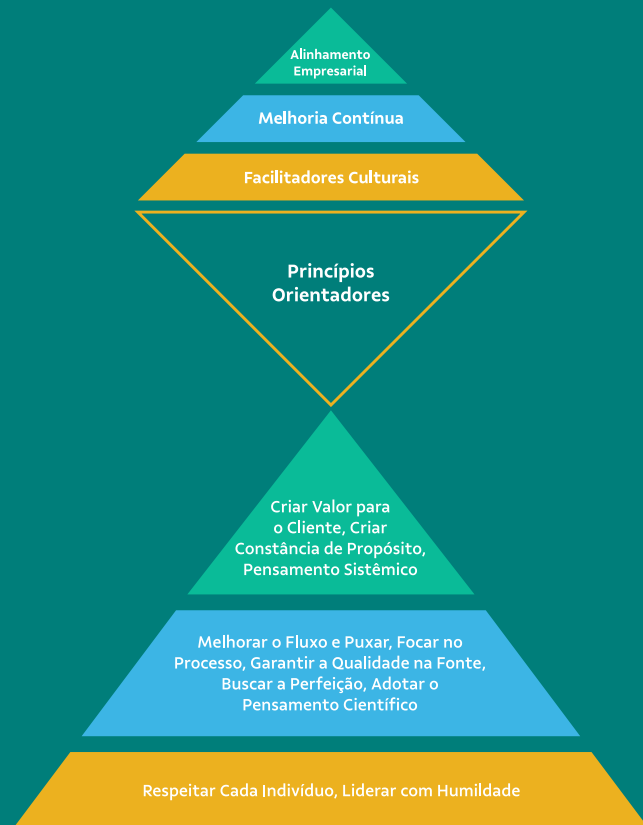 Alinhamento
Empresarial
Melhoria Contínua
Facilitadores Culturais
Princípios
Orientadores
Criar Valor para
o Cliente, Criar
Constância de Propósito,
Pensamento Sistêmico
Melhorar o Fluxo e Puxar, Focar no
Processo, Garantir a Qualidade na Fonte,
Buscar a Perfeição, Adotar o
Pensamento Científico
Respeitar Cada Indivíduo, Liderar com Humildade